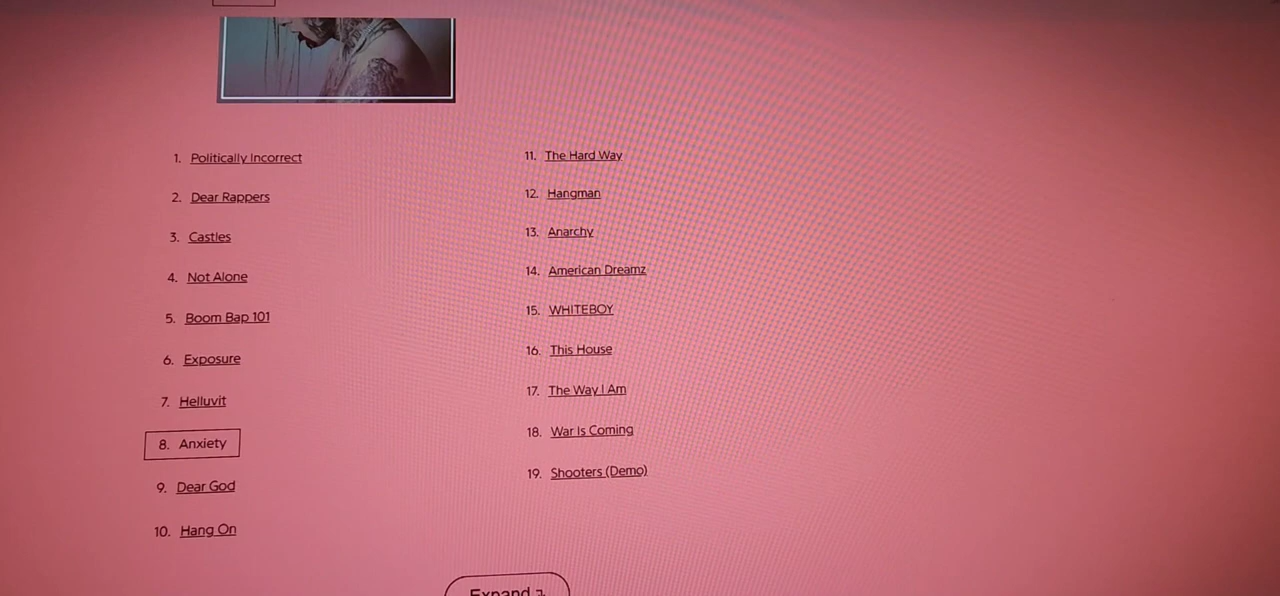 1. Politically Incorrect
2. Dear Rappers
3. Castles
4. Not Alone
5. Boom Bap 101
6. Exposure
7. Helluvit
8. Anxiety
9. Dear God
10. Hang On
11. The Hard Way
12. Hangman
13. Anarchy
14. American Dreamz
15. WHITEBOY
16. This House
17. The Way I Am
18. War Is Coming
19. Shooters (Demo)
Expand